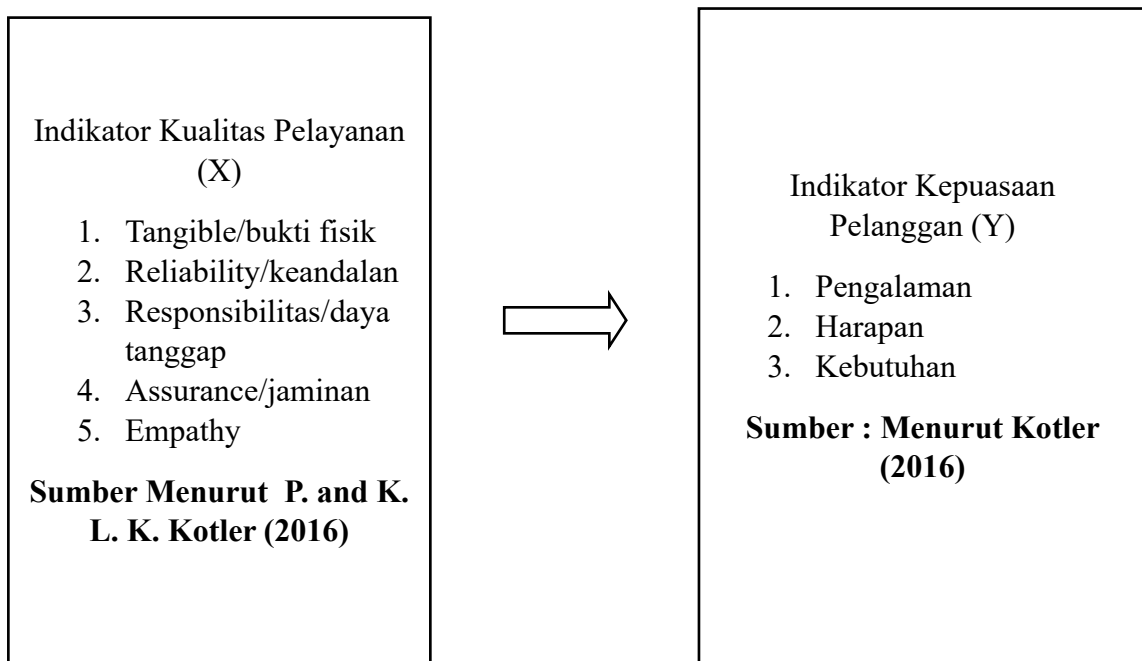 Indikator Kualitas Pelayanan
(X)
1. Tangible/bukti fisik
2. Reliability/keandalan
3. Responsibilitas/daya
tanggap
4. Assurance/jaminan
5. Empathy
Sumber Menurut P. and K.
L. K. Kotler (2016)
Indikator Kepuasaan
Pelanggan (Y)
1. Pengalaman
2. Harapan
3. Kebutuhan
Sumber : Menurut Kotler
(2016)